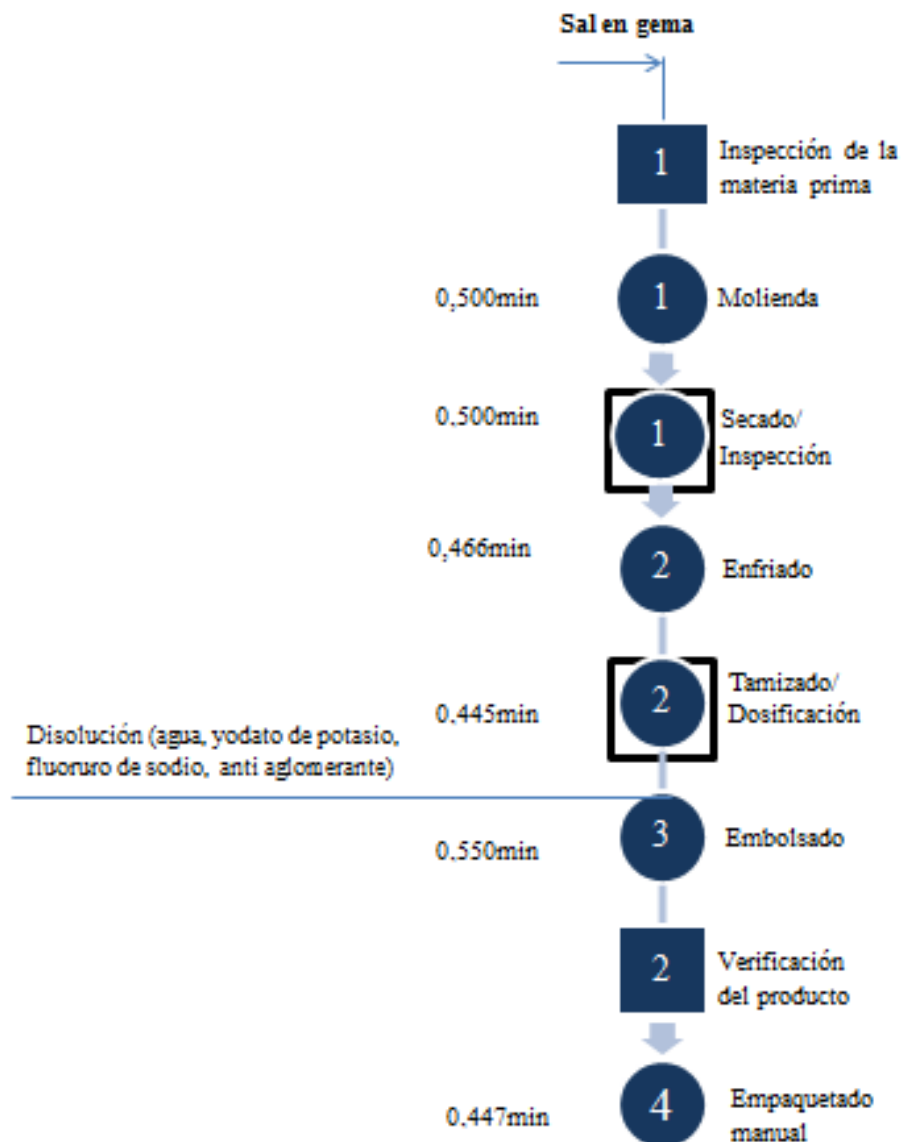 Sal en gema
1
Inspección de la
materia prima
0,500min
1
Molienda
0,500min
1
Secado/
Inspección
0,466min
2
Enfriado
0,445min
2
Tamizado/
Dosificación
Disolución (agua, yodato de potasio,
fluoruro de sodio, anti aglomerante)
0,550min
3
Embolsado
2
Verificación
del producto
0,447min
4
Empaquetado
manual